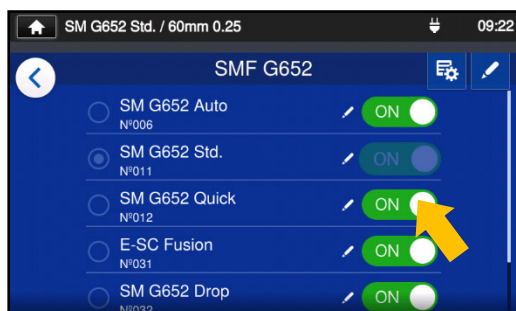 SM G652 Std. / 60mm 0.25 09:22
SMF G652
SM G652 Auto
Nº006
ON
SM G652 Std.
Nº011
ON
SM G652 Quick
Nº012
ON
E-SC Fusion
Nº031
ON
SM G652 Drop
Nº032
ON